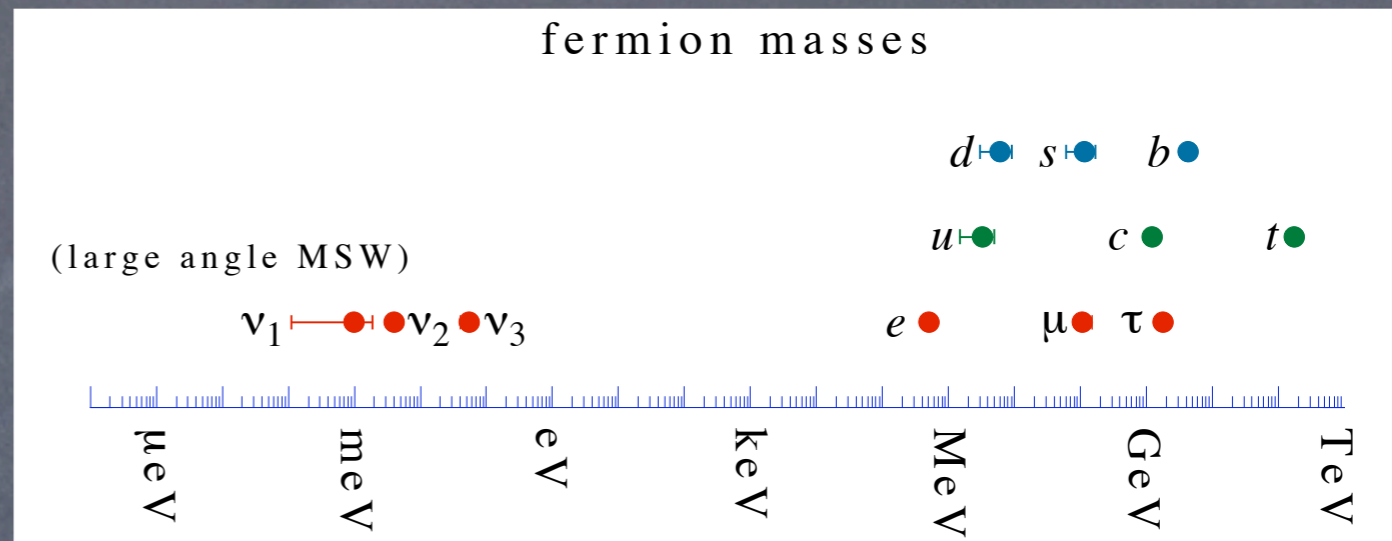 fermion masses
d s b
u c t
(large angle MSW)
ν1 ν2 ν3 e μ τ
μeV meV eV keV MeV GeV TeV